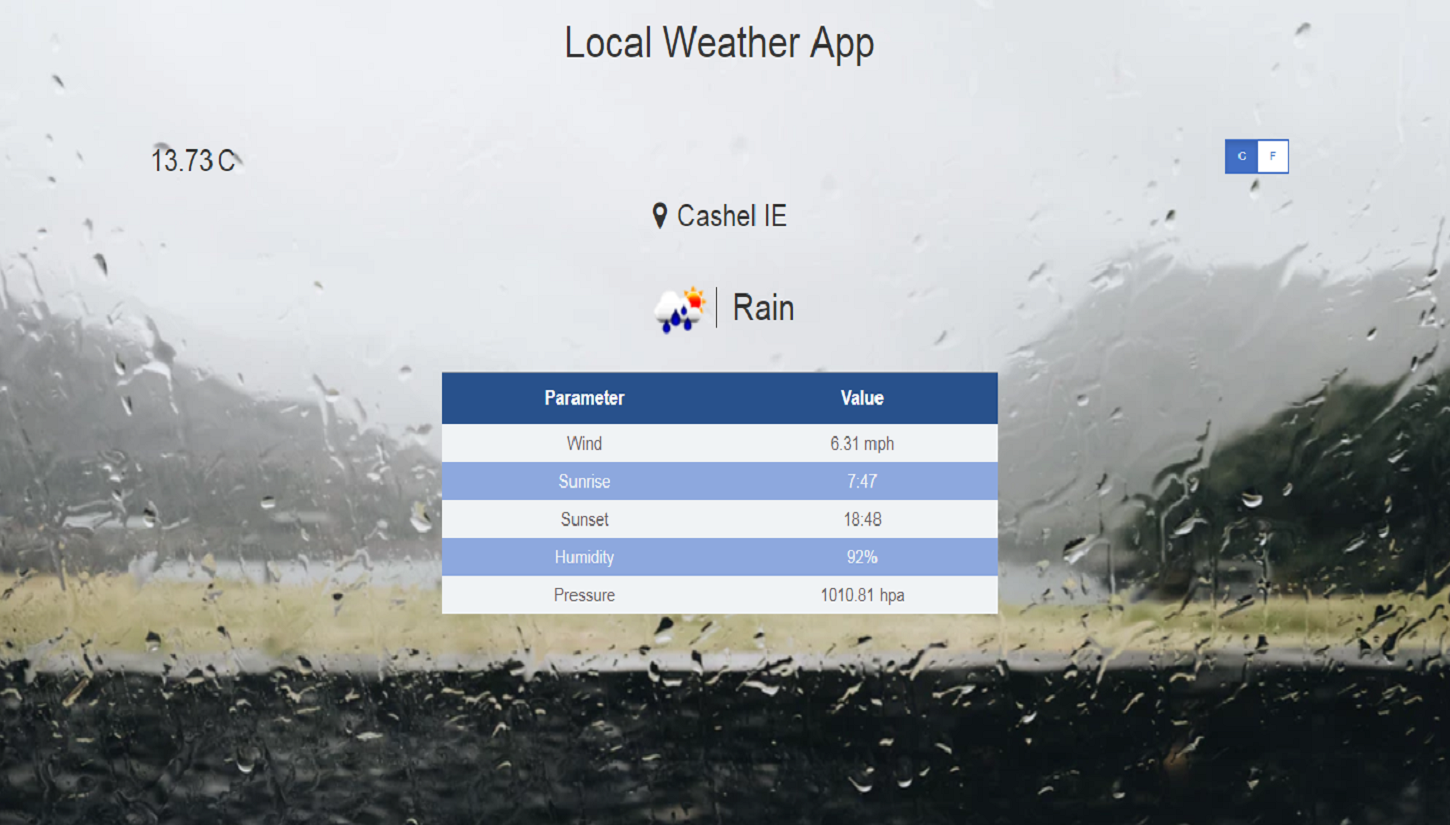 Local Weather App
13.73 C
C F
Cashel IE
Rain
Parameter Value
Wind 6.31 mph
Sunrise 7:47
Sunset 18:48
Humidity 92%
Pressure 1010.81 hpa